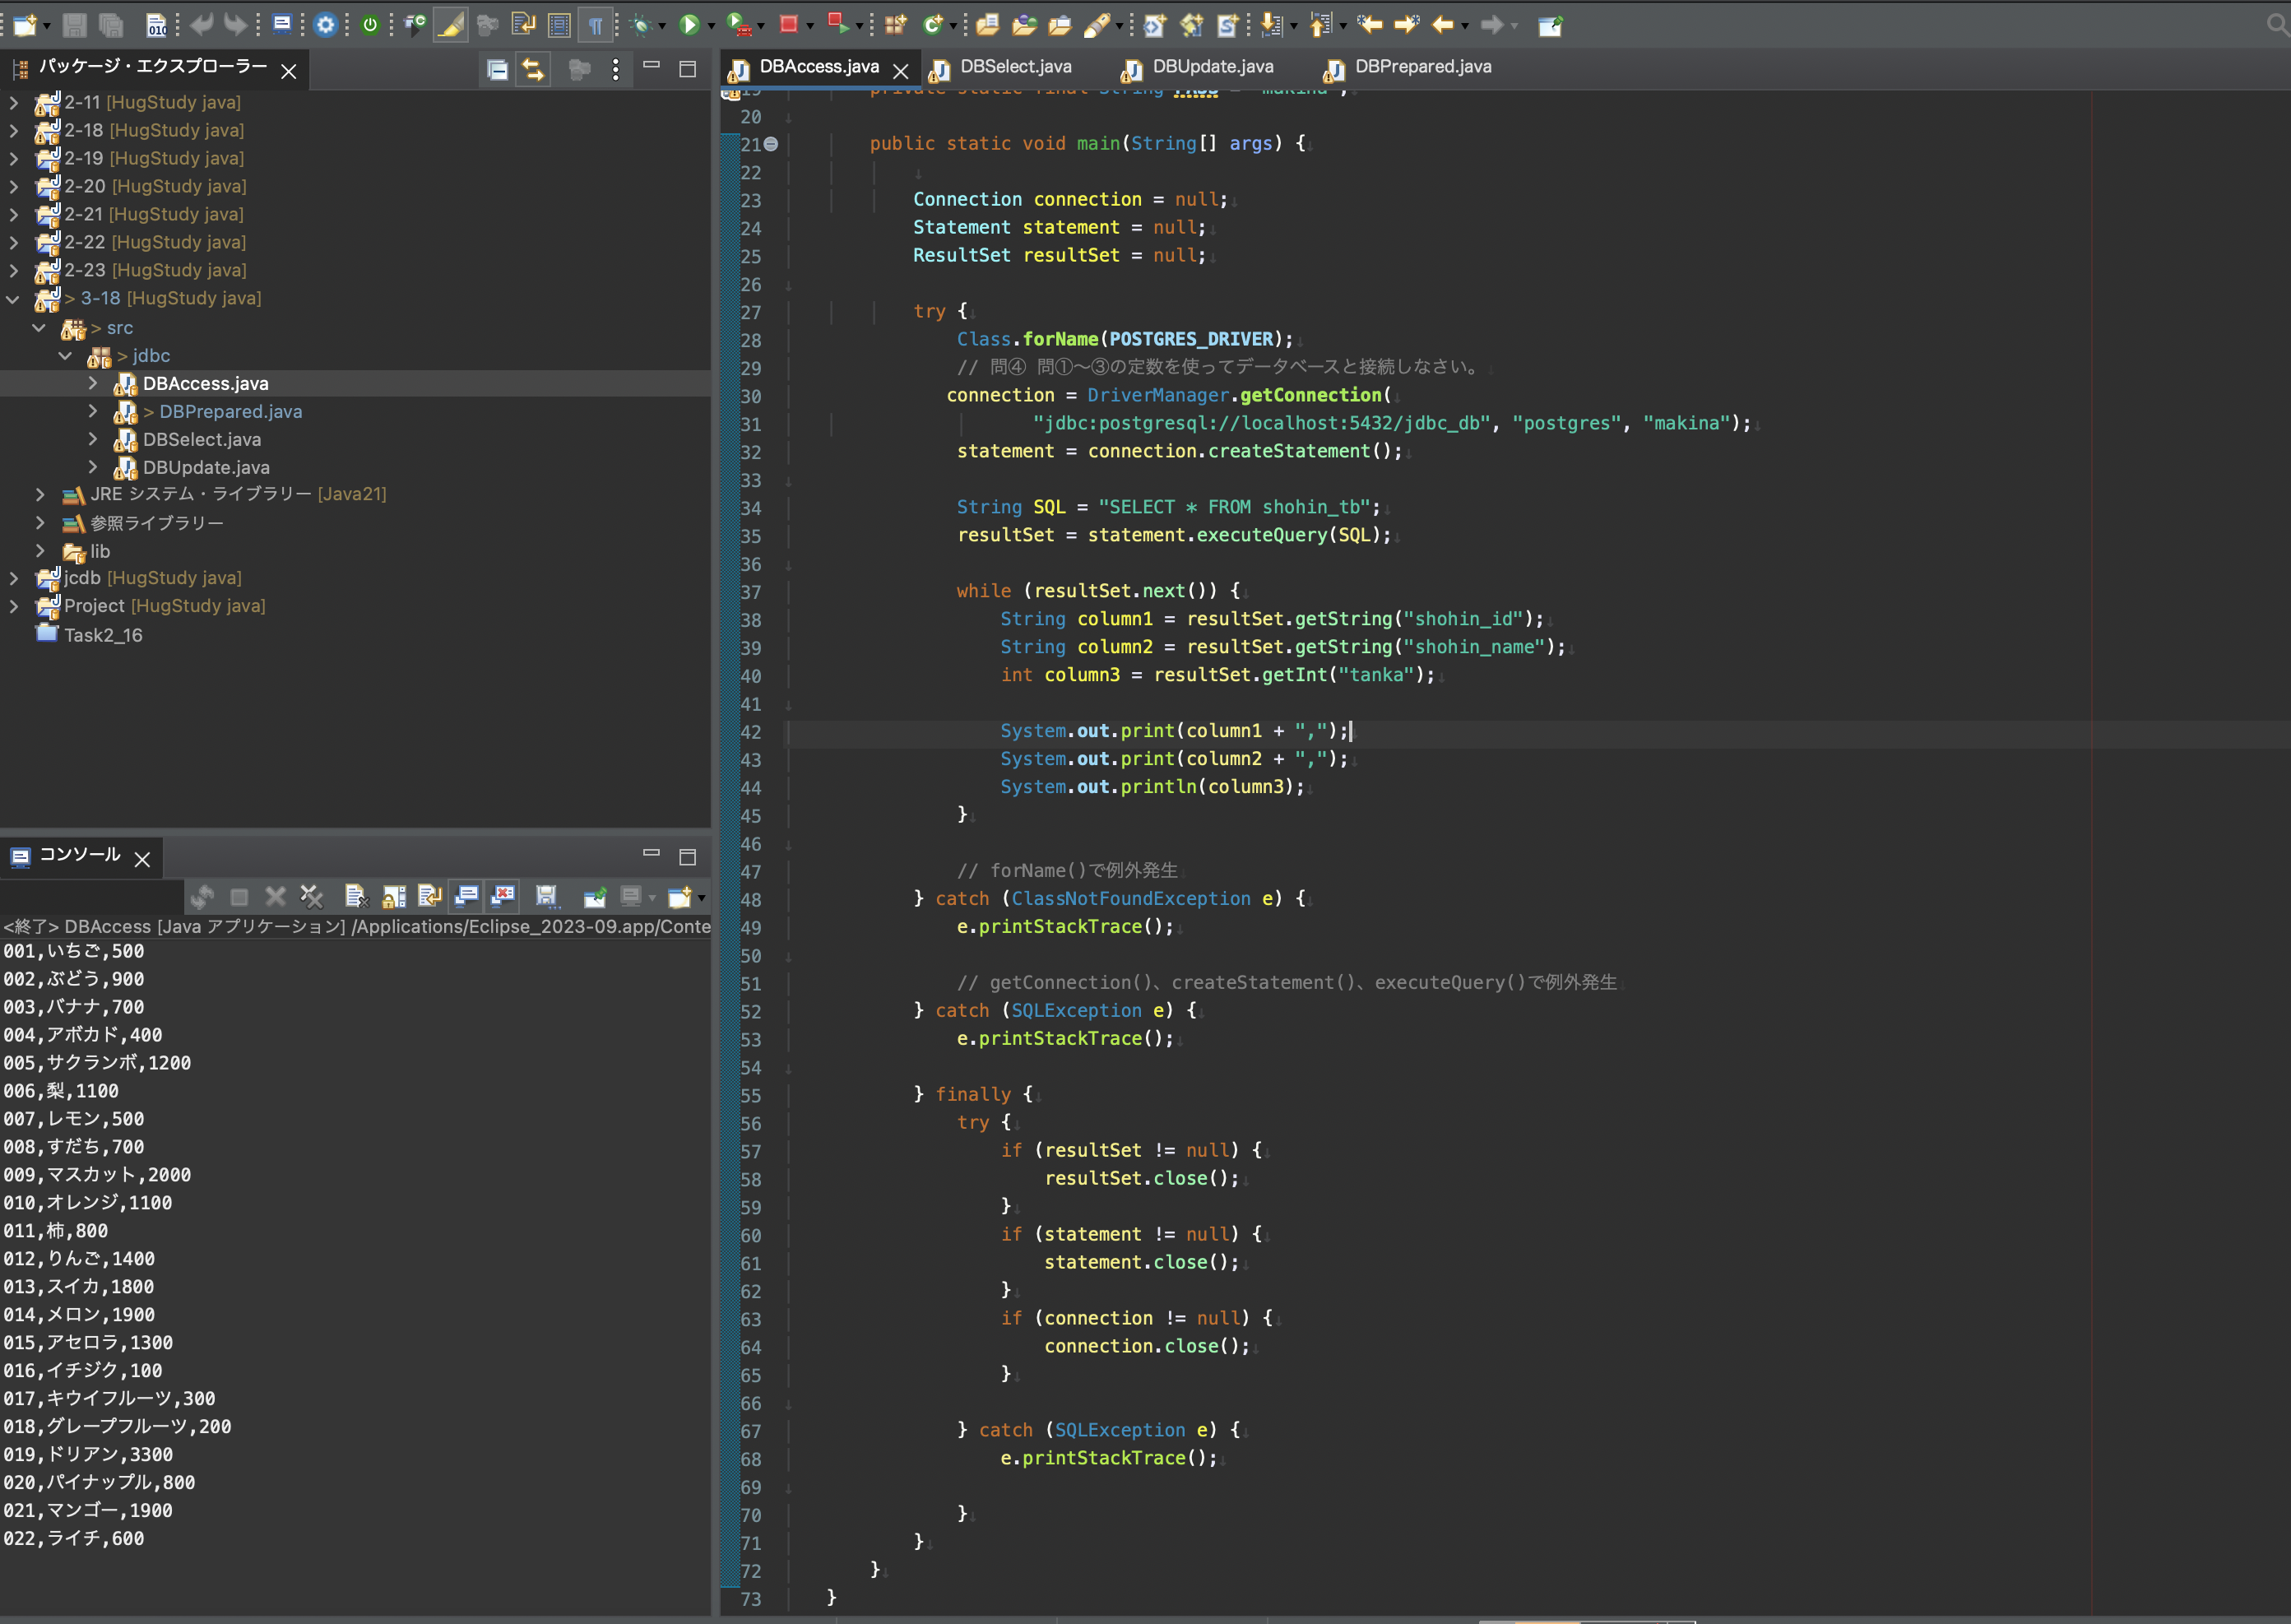 パッケージ・エクスプローラー
2-11 [HugStudy java]
2-18 [HugStudy java]
2-19 [HugStudy java]
2-20 [HugStudy java]
2-21 [HugStudy java]
2-22 [HugStudy java]
2-23 [HugStudy java]
> 3-18 [HugStudy java]
> src
> jdbc
DBAccess.java
> DBPrepared.java
DBSelect.java
DBUpdate.java
JRE システム・ライブラリー [Java21]
参照ライブラリー
lib
jcdb [HugStudy java]
Project [HugStudy java]
Task2_16
コンソール
<終了> DBAccess [Java アプリケーション] /Applications/Eclipse_2023-09.app/Conte
001,いちご,500
002,ぶどう,900
003,バナナ,700
004,アボカド,400
005,サクランボ,1200
006,梨,1100
007,レモン,500
008,すだち,700
009,マスカット,2000
010,オレンジ,1100
011,柿,800
012,りんご,1400
013,スイカ,1800
014,メロン,1900
015,アセロラ,1300
016,イチジク,100
017,キウイフルーツ,300
018,グレープフルーツ,200
019,ドリアン,3300
020,パイナップル,800
021,マンゴー,1900
022,ライチ,600
DBAccess.java DBSelect.java DBUpdate.java DBPrepared.java
19 private static final String PASS = "makina";
20
21 public static void main(String[] args) {
22
23 Connection connection = null;
24 Statement statement = null;
25 ResultSet resultSet = null;
26
27 try {
28 Class.forName(POSTGRES_DRIVER);
29 // 問④ 問①〜③の定数を使ってデータベースと接続しなさい。
30 connection = DriverManager.getConnection(
31 "jdbc:postgresql://localhost:5432/jdbc_db", "postgres", "makina");
32 statement = connection.createStatement();
33
34 String SQL = "SELECT * FROM shohin_tb";
35 resultSet = statement.executeQuery(SQL);
36
37 while (resultSet.next()) {
38 String column1 = resultSet.getString("shohin_id");
39 String column2 = resultSet.getString("shohin_name");
40 int column3 = resultSet.getInt("tanka");
41
42 System.out.print(column1 + ",");
43 System.out.print(column2 + ",");
44 System.out.println(column3);
45 }
46
47 // forName()で例外発生
48 } catch (ClassNotFoundException e) {
49 e.printStackTrace();
50
51 // getConnection()、createStatement()、executeQuery()で例外発生
52 } catch (SQLException e) {
53 e.printStackTrace();
54
55 } finally {
56 try {
57 if (resultSet != null) {
58 resultSet.close();
59 }
60 if (statement != null) {
61 statement.close();
62 }
63 if (connection != null) {
64 connection.close();
65 }
66
67 } catch (SQLException e) {
68 e.printStackTrace();
69
70 }
71 }
72 }
73 }